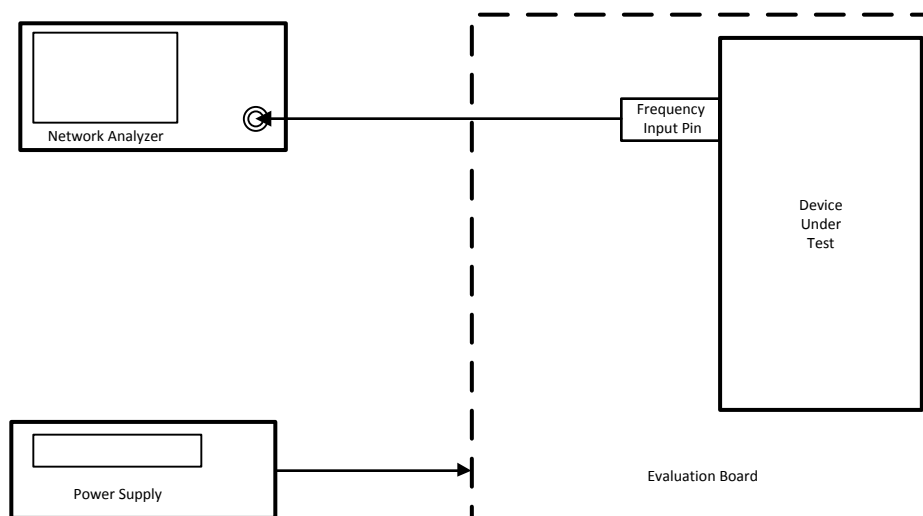 Network Analyzer
Frequency
Input Pin
Device
Under
Test
Power Supply
Evaluation Board